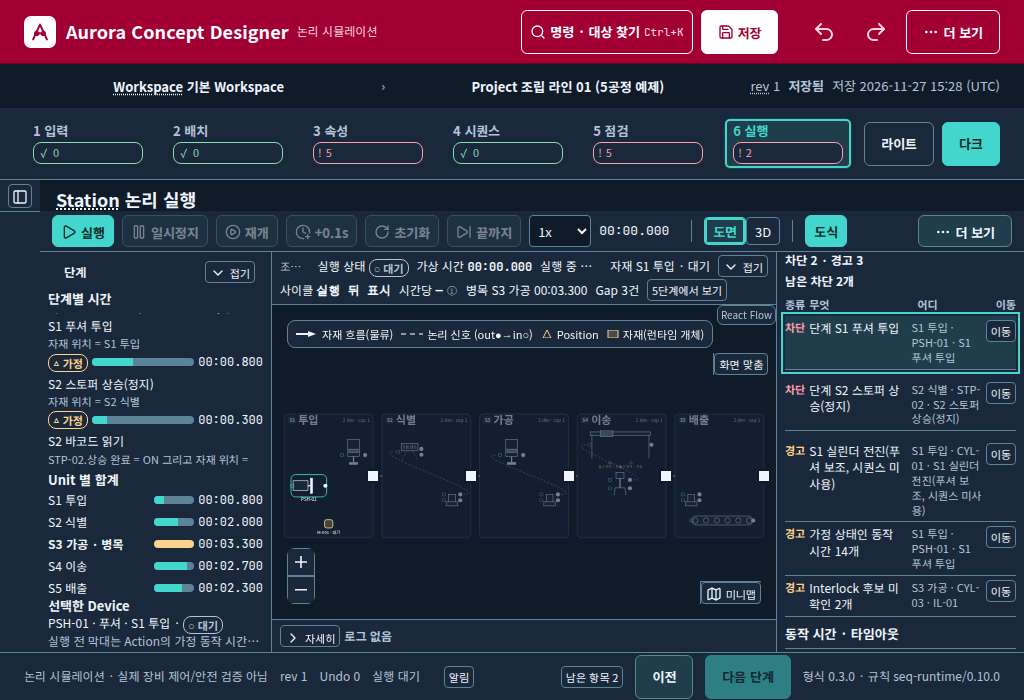 Aurora Concept Designer 논리 시뮬레이션
명령 · 대상 찾기 Ctrl+K
저장
··· 더 보기
Workspace 기본 Workspace
›
Project 조립 라인 01 (5공정 예제)
rev 1 저장됨 저장 2026-11-27 15:28 (UTC)
1 입력
√ 0
2 배치
√ 0
3 속성
! 5
4 시퀀스
√ 0
5 점검
! 5
6 실행
! 2
라이트
다크
Station 논리 실행
실행
일시정지
재개
+0.1s
초기화
끝까지
1x
00:00.000
도면
3D
도식
··· 더 보기
단계
접기
단계별 시간
S1 푸셔 투입
자재 위치 = S1 투입
▵ 가정
00:00.800
S2 스토퍼 상승(정지)
자재 위치 = S2 식별
▵ 가정
00:00.300
S2 바코드 읽기
STP-02.상승 완료 = ON 그리고 자재 위치 =
Unit 별 합계
S1 투입 00:00.800
S2 식별 00:02.000
S3 가공 · 병목 00:03.300
S4 이송 00:02.700
S5 배출 00:02.300
선택한 Device
PSH-01 · 푸셔 · S1 투입 · ○ 대기
실행 전 막대는 Action의 가정 동작 시간…
조…
실행 상태 ○ 대기 가상 시간 00:00.000 실행 중 …
자재 S1 투입 · 대기
접기
사이클 실행 뒤 표시 시간당 — ⓘ 병목 S3 가공 00:03.300 Gap 3건
5단계에서 보기
React Flow
자재 흐름(물류)
논리 신호 (out●→in○)
△ Position
자재(런타임 개체)
화면 맞춤
S1 투입
S2 식별
S3 가공
S4 이송
S5 배출
PSH-01
+
−
미니맵
자세히
로그 없음
차단 2 · 경고 3
남은 차단 2개
종류 무엇 어디 이동
차단 단계 S1 푸셔 투입
S1 투입 ·
PSH-01 · S1
푸셔 투입
이동
차단 단계 S2 스토퍼 상
승(정지)
S2 식별 · STP-
02 · S2 스토퍼
상승(정지)
이동
경고 S1 실린더 전진(푸
셔 보조, 시퀀스 미
사용)
S1 투입 · CYL-
01 · S1 실린더
전진(푸셔 보
조, 시퀀스 미사
용)
이동
경고 가정 상태인 동작
시간 14개
S1 투입 ·
PSH-01 · S1
푸셔 투입
이동
경고 Interlock 후보 미
확인 2개
S3 가공 · CYL-
03 · IL-01
이동
동작 시간 · 타임아웃
논리 시뮬레이션 · 실제 장비 제어/안전 검증 아님 rev 1 Undo 0 실행 대기
알림
남은 항목 2
이전
다음 단계
형식 0.3.0 · 규칙 seq-runtime/0.10.0